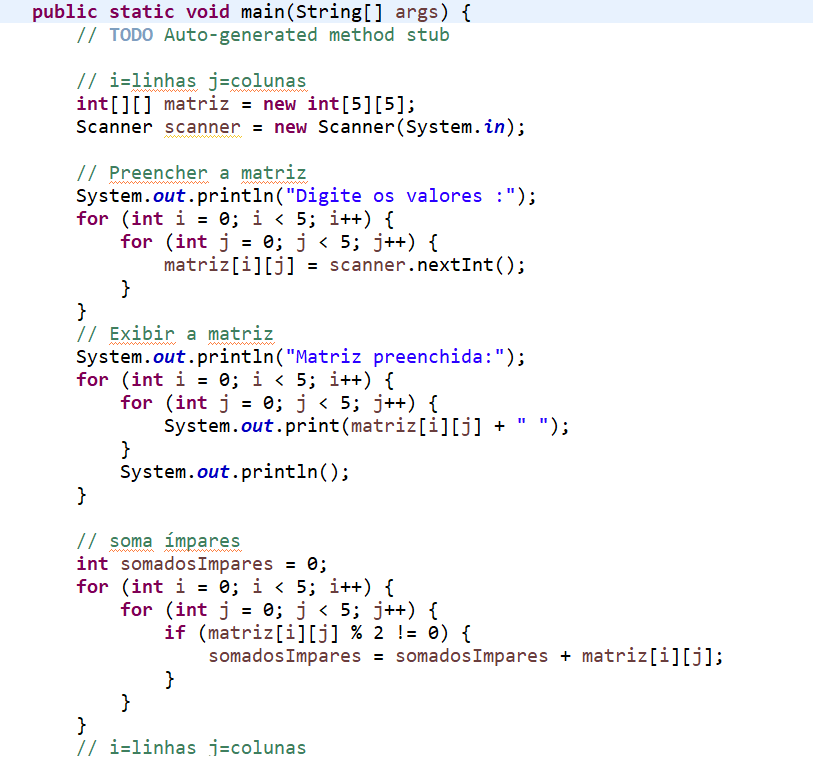 public static void main(String[] args) {
// TODO Auto-generated method stub
// i=linhas j=colunas
int[][] matriz = new int[5][5];
Scanner scanner = new Scanner(System.in);
// Preencher a matriz
System.out.println("Digite os valores :");
for (int i = 0; i < 5; i++) {
for (int j = 0; j < 5; j++) {
matriz[i][j] = scanner.nextInt();
}
}
// Exibir a matriz
System.out.println("Matriz preenchida:");
for (int i = 0; i < 5; i++) {
for (int j = 0; j < 5; j++) {
System.out.print(matriz[i][j] + " ");
}
System.out.println();
}
// soma ímpares
int somadosImpares = 0;
for (int i = 0; i < 5; i++) {
for (int j = 0; j < 5; j++) {
if (matriz[i][j] % 2 != 0) {
somadosImpares = somadosImpares + matriz[i][j];
}
}
}
// i=linhas j=colunas